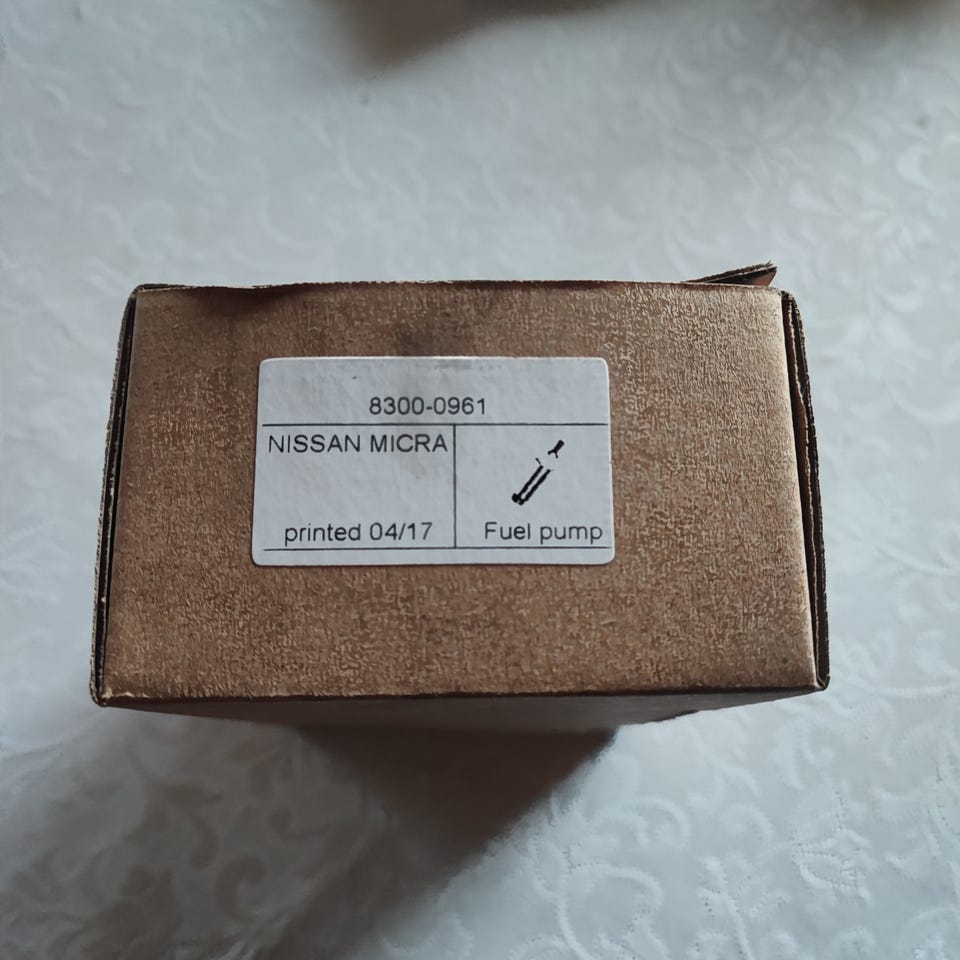 8300-0961
NISSAN MICRA
printed 04/17
Fuel pump